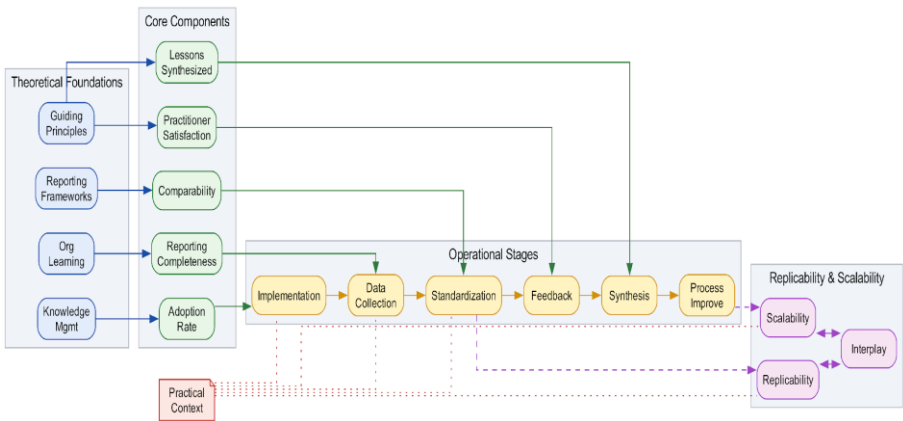 Core Components
Lessons
Synthesized
Theoretical Foundations
Guiding
Principles
Practitioner
Satisfaction
Reporting
Frameworks
Comparability
Org
Learning
Reporting
Completeness
Operational Stages
Implementation
Data
Collection
Standardization
Feedback
Synthesis
Process
Improve
Knowledge
Mgmt
Adoption
Rate
Replicability & Scalability
Scalability
Interplay
Replicability
Practical
Context